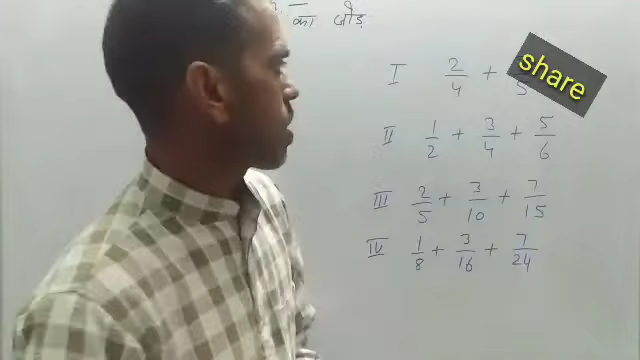 का जोड़
I 2/4 + /5
share
II 1/2 + 3/4 + 5/6
III 2/5 + 3/10 + 7/15
IV 1/8 + 3/16 + 7/24